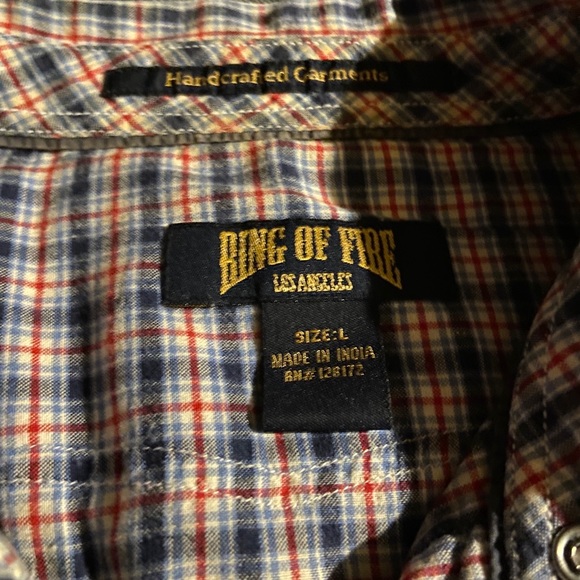 Handcrafted Garments
RING OF FIRE
LOS ANGELES
SIZE: L
MADE IN INDIA
RN# 128172